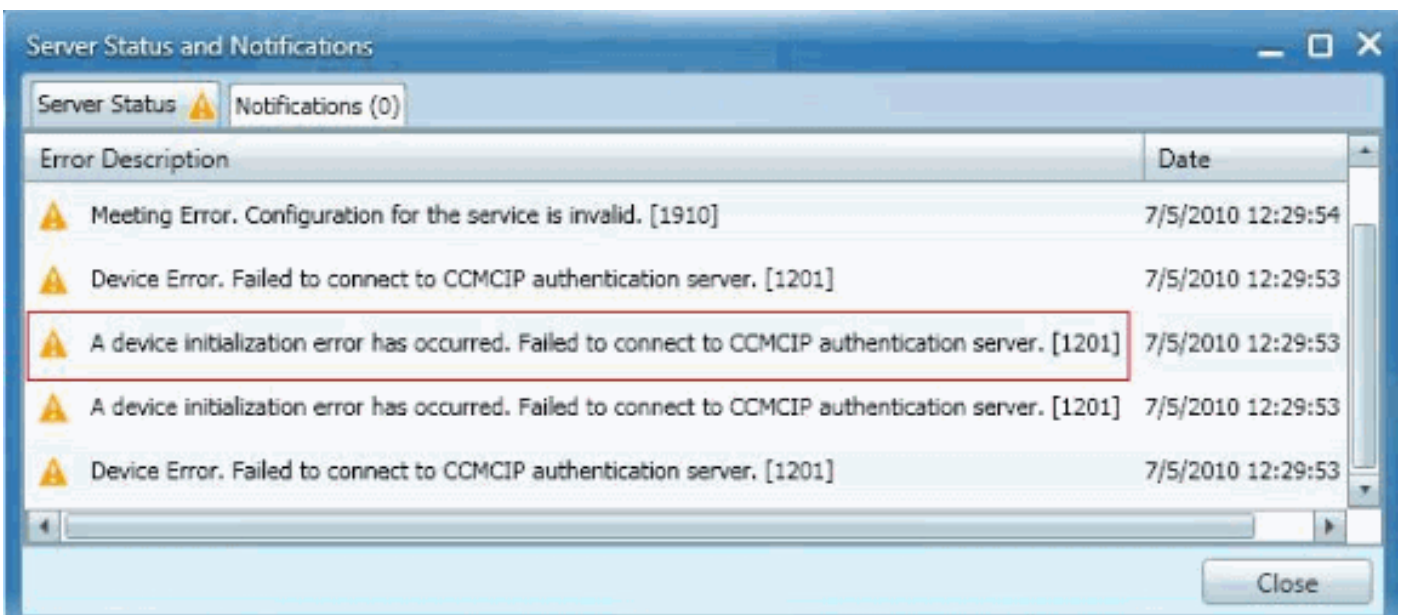 Server Status and Notifications
Server Status Notifications (0)
Error Description Date
Meeting Error. Configuration for the service is invalid. [1910] 7/5/2010 12:29:54
Device Error. Failed to connect to CCMCIP authentication server. [1201] 7/5/2010 12:29:53
A device initialization error has occurred. Failed to connect to CCMCIP authentication server. [1201] 7/5/2010 12:29:53
A device initialization error has occurred. Failed to connect to CCMCIP authentication server. [1201] 7/5/2010 12:29:53
Device Error. Failed to connect to CCMCIP authentication server. [1201] 7/5/2010 12:29:53
Close